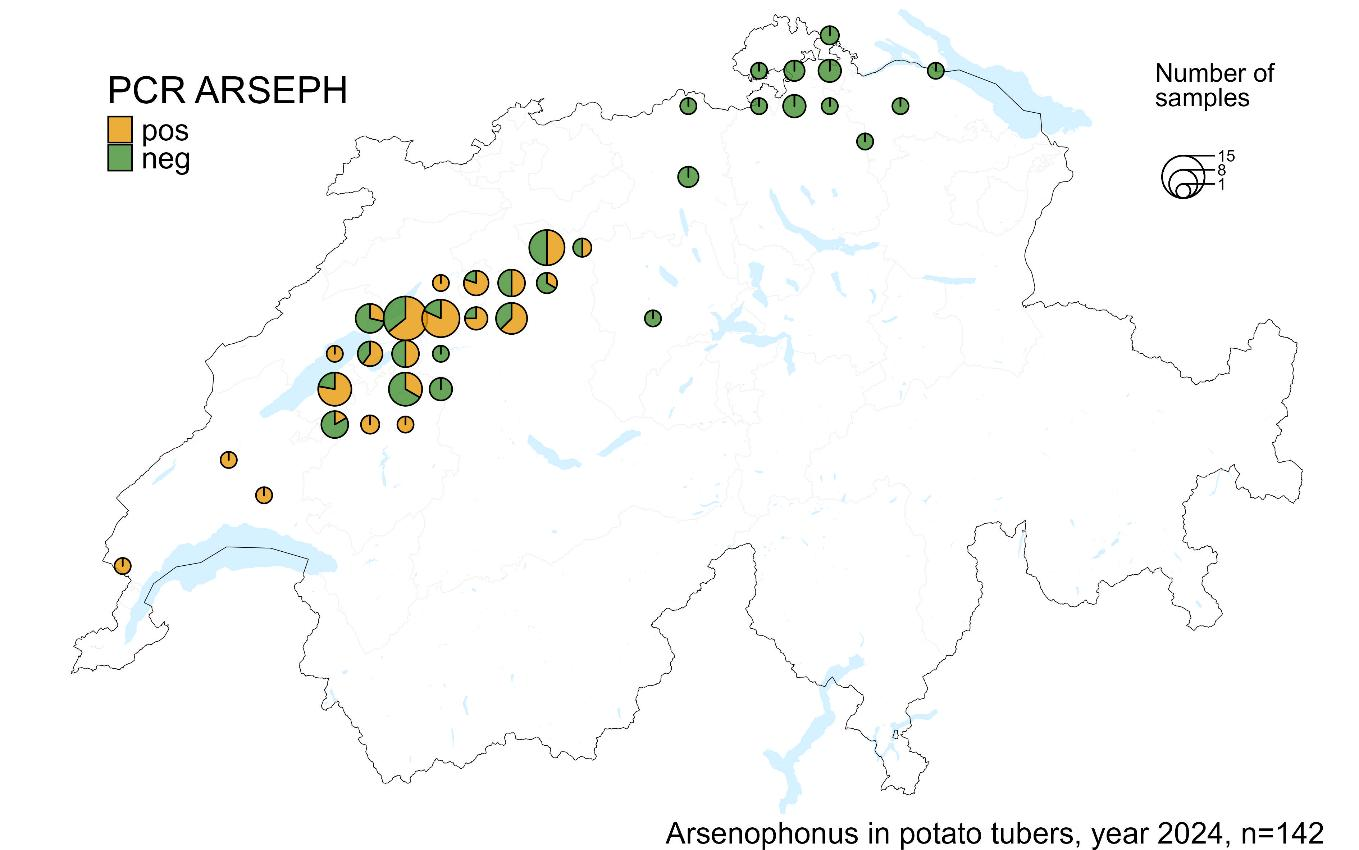 PCR ARSEPH
pos
neg
Number of
samples
15
8
1
Arsenophonus in potato tubers, year 2024, n=142